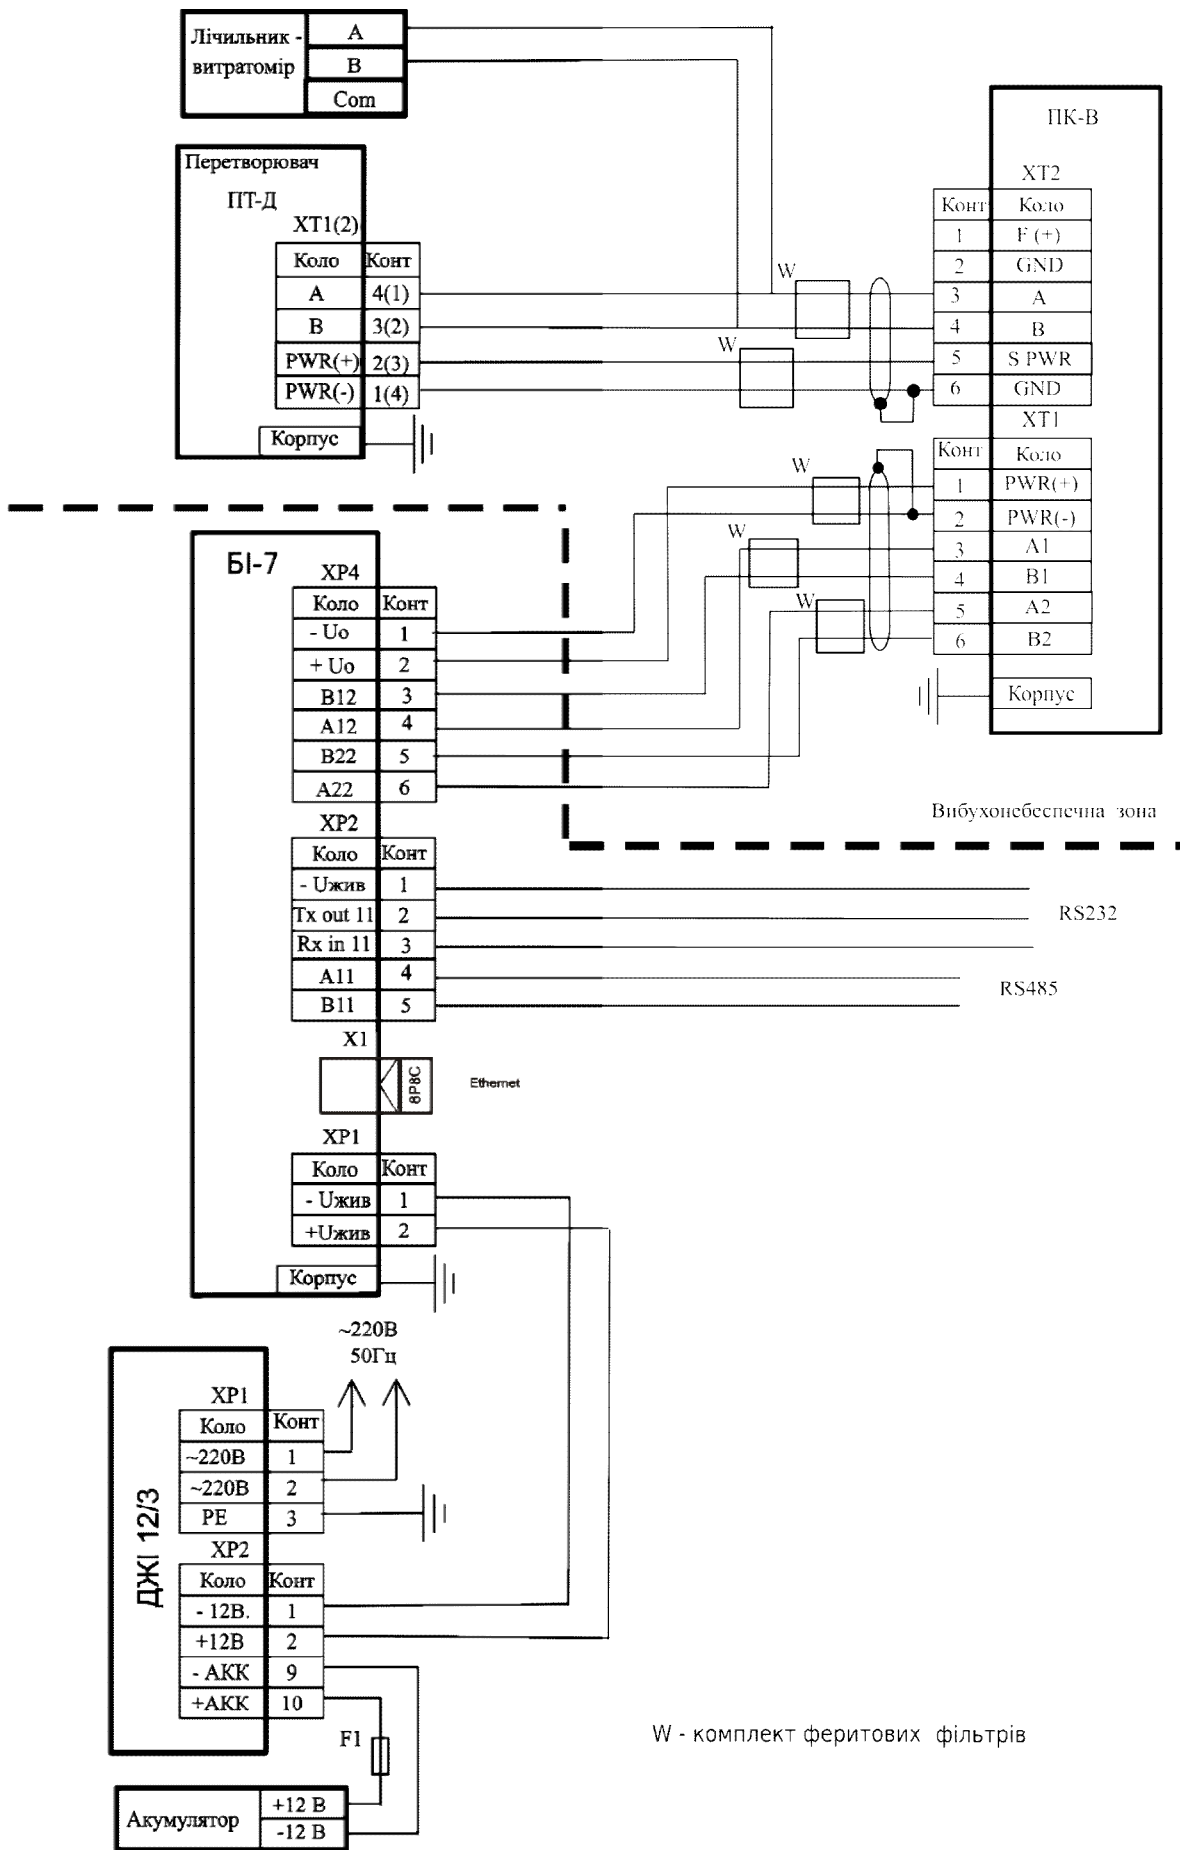 Лічильник - витратомір
A
B
Com
Перетворювач
ПТ-Д
XT1(2)
Коло Конт
A 4(1)
B 3(2)
PWR(+) 2(3)
PWR(-) 1(4)
Корпус
ПК-В
XT2
Конт Коло
1 F (+)
2 GND
3 A
4 B
5 S PWR
6 GND
XT1
Конт Коло
1 PWR(+)
2 PWR(-)
3 A1
4 B1
5 A2
6 B2
Корпус
W
W
W
W
W
БІ-7
XP4
Коло Конт
- Uo 1
+ Uo 2
B12 3
A12 4
B22 5
A22 6
Вибухонебеспечна зона
XP2
Коло Конт
- Uжив 1
Tx out 11 2
Rx in 11 3
A11 4
B11 5
RS232
RS485
X1
8P8C
Ethernet
XP1
Коло Конт
- Uжив 1
+Uжив 2
Корпус
~220В
50Гц
ДЖІ 12/3
XP1
Коло Конт
~220В 1
~220В 2
PE 3
XP2
Коло Конт
- 12В. 1
+12В 2
- АКК 9
+АКК 10
F1
Акумулятор
+12 В
-12 В
W - комплект феритових фільтрів